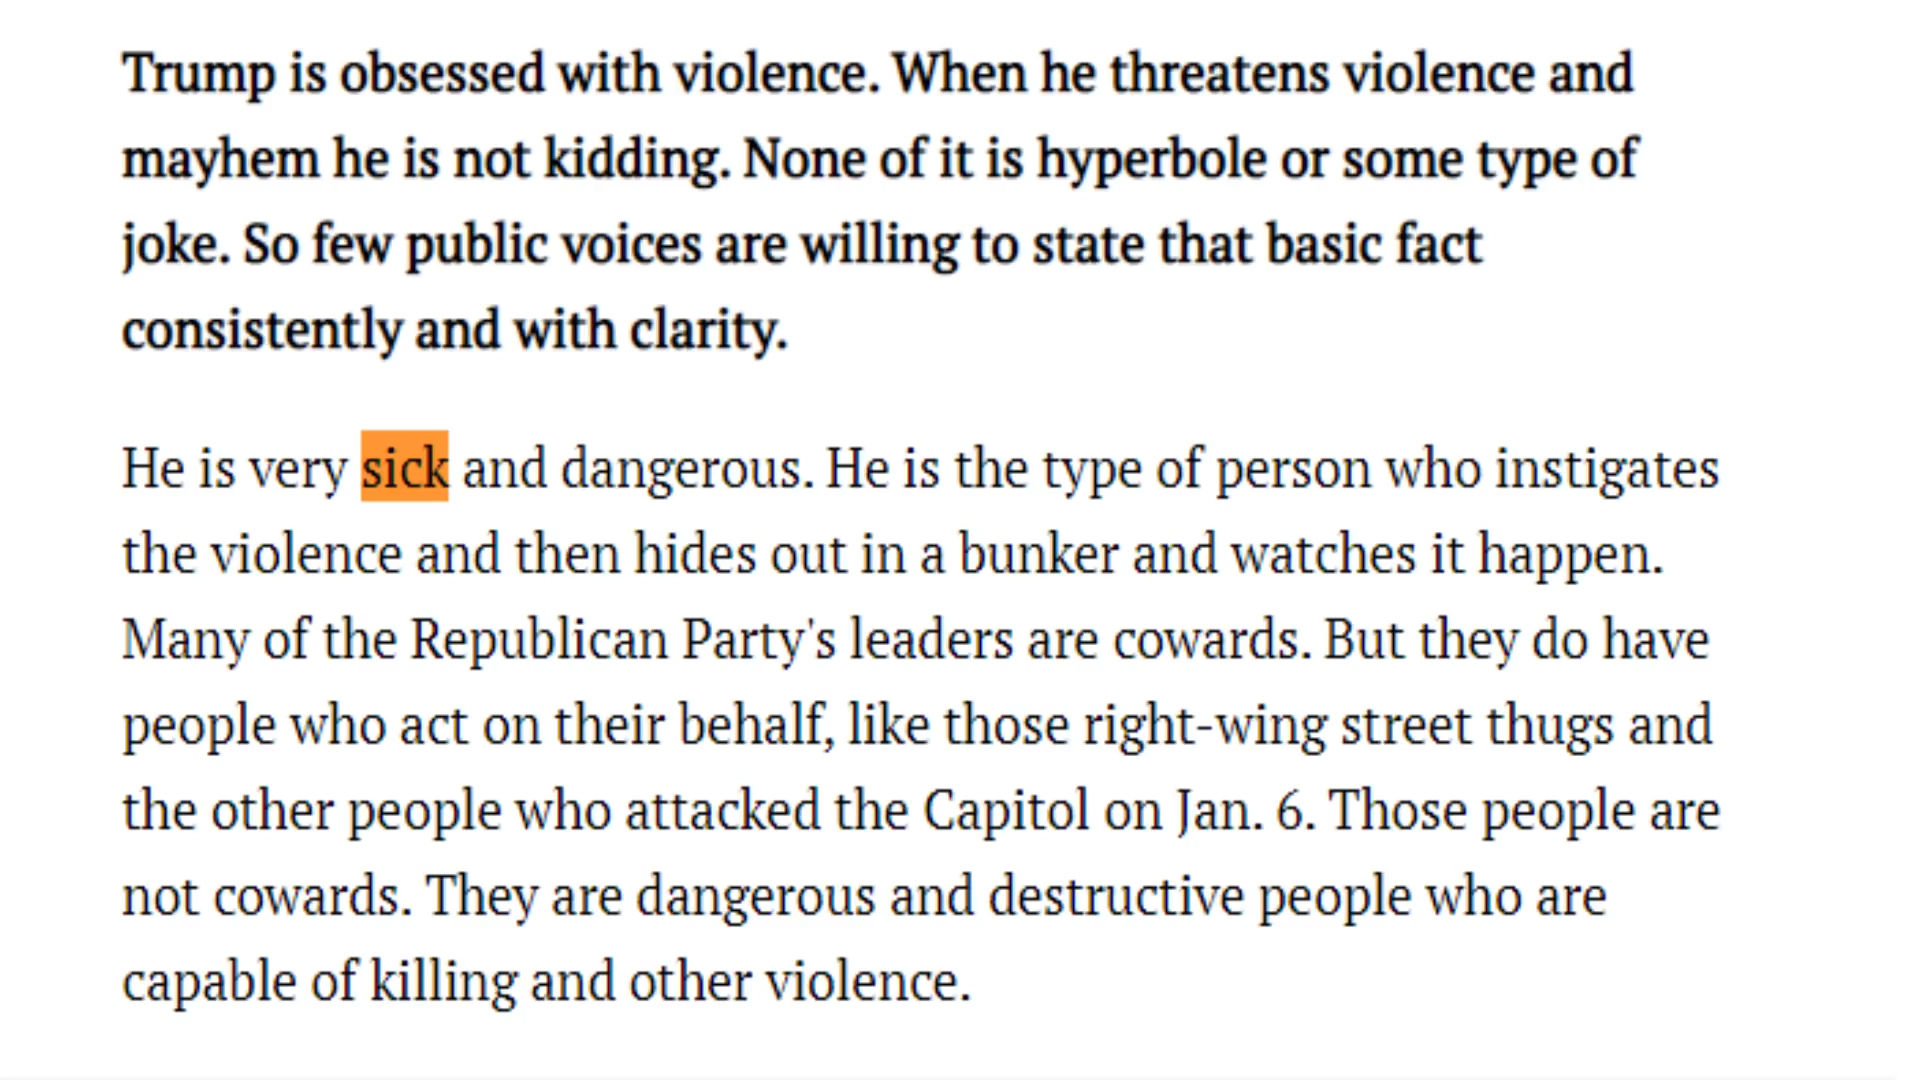 Trump is obsessed with violence. When he threatens violence and
mayhem he is not kidding. None of it is hyperbole or some type of
joke. So few public voices are willing to state that basic fact
consistently and with clarity.
He is very sick and dangerous. He is the type of person who instigates
the violence and then hides out in a bunker and watches it happen.
Many of the Republican Party's leaders are cowards. But they do have
people who act on their behalf, like those right-wing street thugs and
the other people who attacked the Capitol on Jan. 6. Those people are
not cowards. They are dangerous and destructive people who are
capable of killing and other violence.